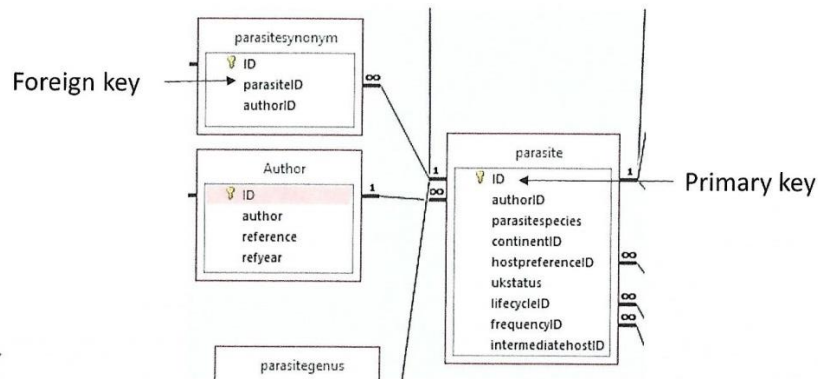 parasitesynonym
ID
Foreign key
parasiteID
∞
authorID
Author
ID
1
author
reference
refyear
parasitegenus
parasite
1
∞
ID
1
Primary key
authorID
parasitespecies
continentID
hostpreferenceID
∞
ukstatus
lifecycleID
∞
frequencyID
∞
intermediatehostID